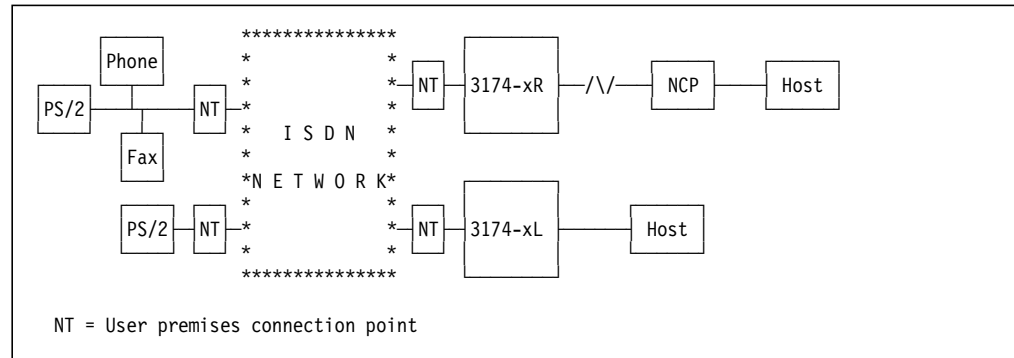 ***************
Phone
* *
PS/2 NT * * NT 3174-xR /\/ NCP Host
* I S D N *
Fax
* *
*N E T W O R K*
* *
PS/2 NT * * NT 3174-xL Host
* *
***************
NT = User premises connection point